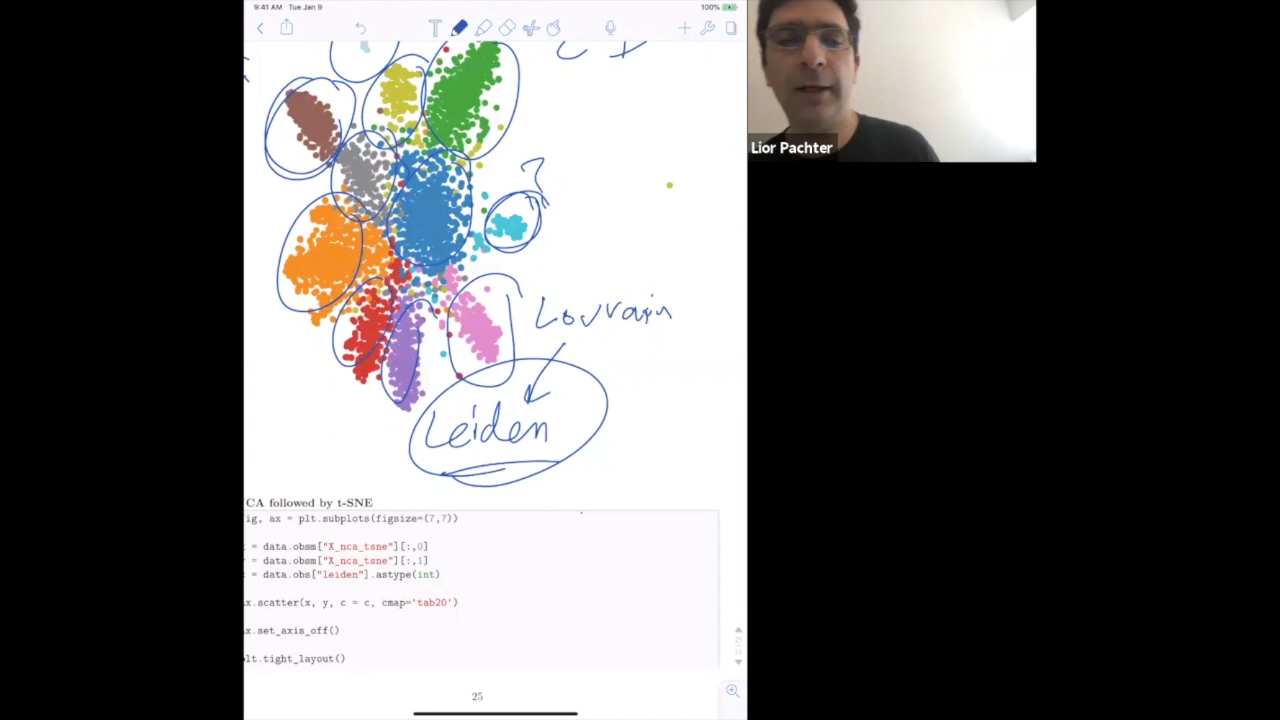 9:41 AM Tue Jan 9
100%
T
Lior Pachter
?
Louvain
Leiden
CA followed by t-SNE
ig, ax = plt.subplots(figsize=(7,7))
= data.obsm["X_nca_tsne"][:,0]
= data.obsm["X_nca_tsne"][:,1]
= data.obs["leiden"].astype(int)
x.scatter(x, y, c = c, cmap='tab20')
x.set_axis_off()
lt.tight_layout()
25